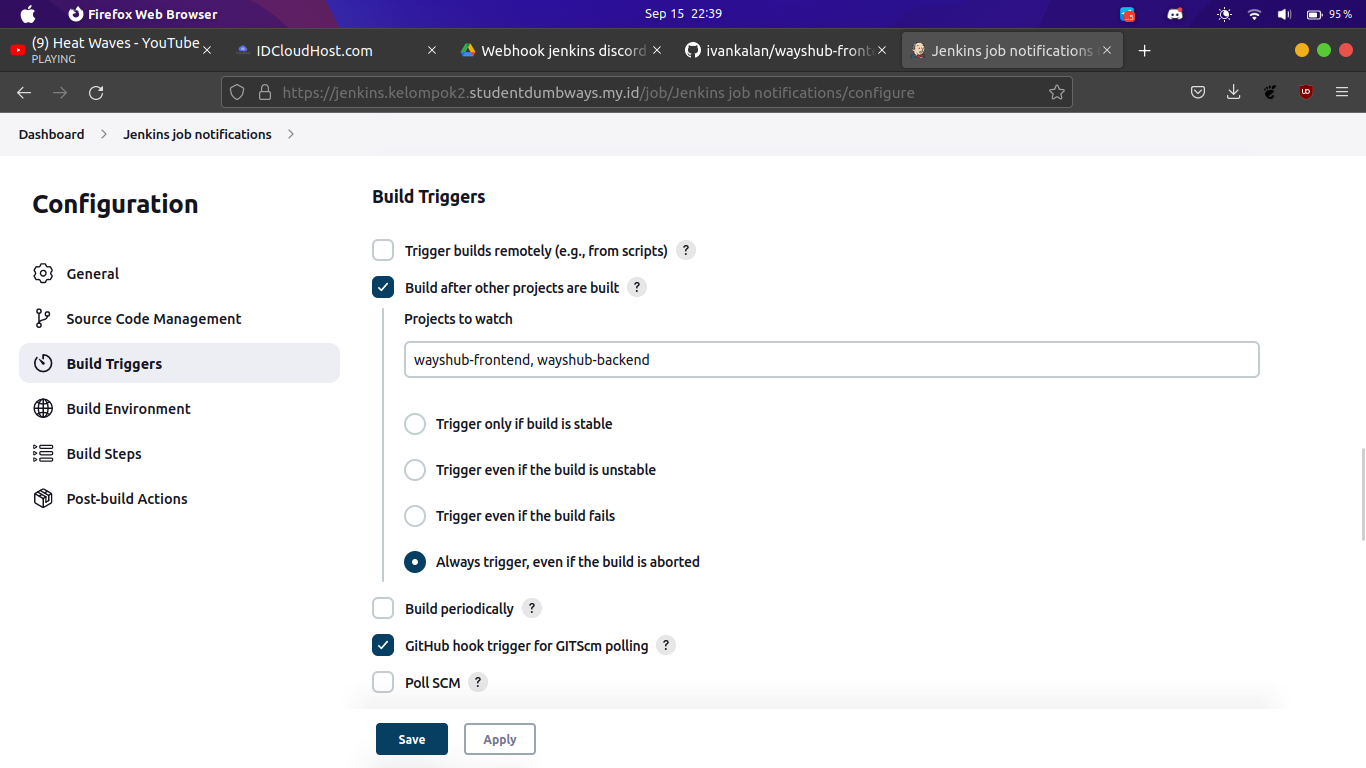 Firefox Web Browser
Sep 15 22:39
95 %
(9) Heat Waves - YouTube
PLAYING
IDCloudHost.com
Webhook jenkins discord
ivankalan/wayshub-front
Jenkins job notifications
https://jenkins.kelompok2.studentdumbways.my.id/job/Jenkins job notifications/configure
Dashboard
Jenkins job notifications
Configuration
General
Source Code Management
Build Triggers
Build Environment
Build Steps
Post-build Actions
Build Triggers
Trigger builds remotely (e.g., from scripts) ?
Build after other projects are built ?
Projects to watch
wayshub-frontend, wayshub-backend
Trigger only if build is stable
Trigger even if the build is unstable
Trigger even if the build fails
Always trigger, even if the build is aborted
Build periodically ?
GitHub hook trigger for GITScm polling ?
Poll SCM ?
Save
Apply